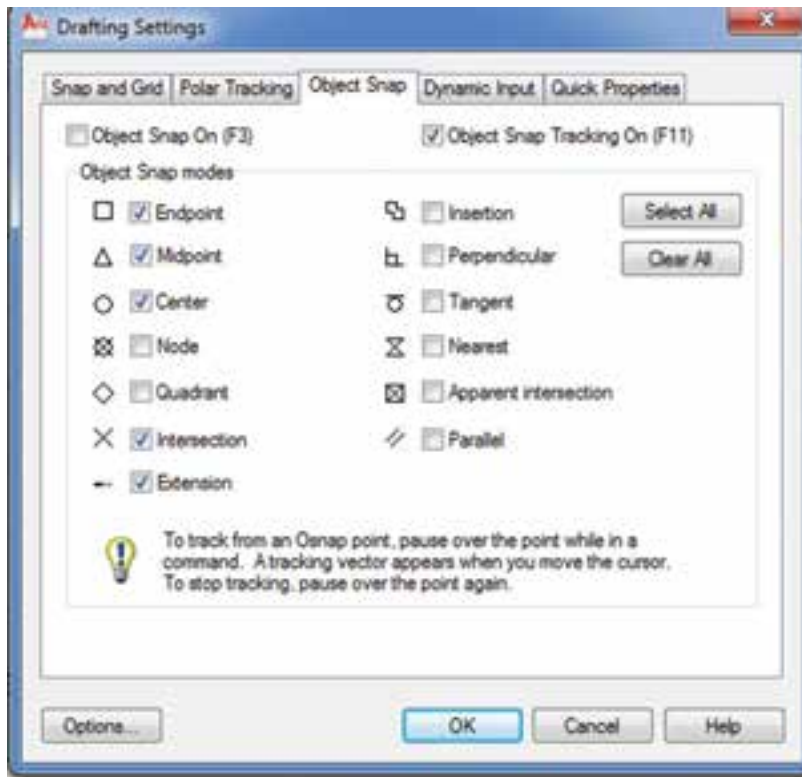 Drafting Settings
Snap and Grid Polar Tracking Object Snap Dynamic Input Quick Properties
Object Snap On (F3) Object Snap Tracking On (F11)
Object Snap modes
Endpoint Insertion Select All
Midpoint Perpendicular Clear All
Center Tangent
Node Nearest
Quadrant Apparent intersection
Intersection Parallel
Extension
To track from an Osnap point, pause over the point while in a
command. A tracking vector appears when you move the cursor.
To stop tracking, pause over the point again.
Options... OK Cancel Help